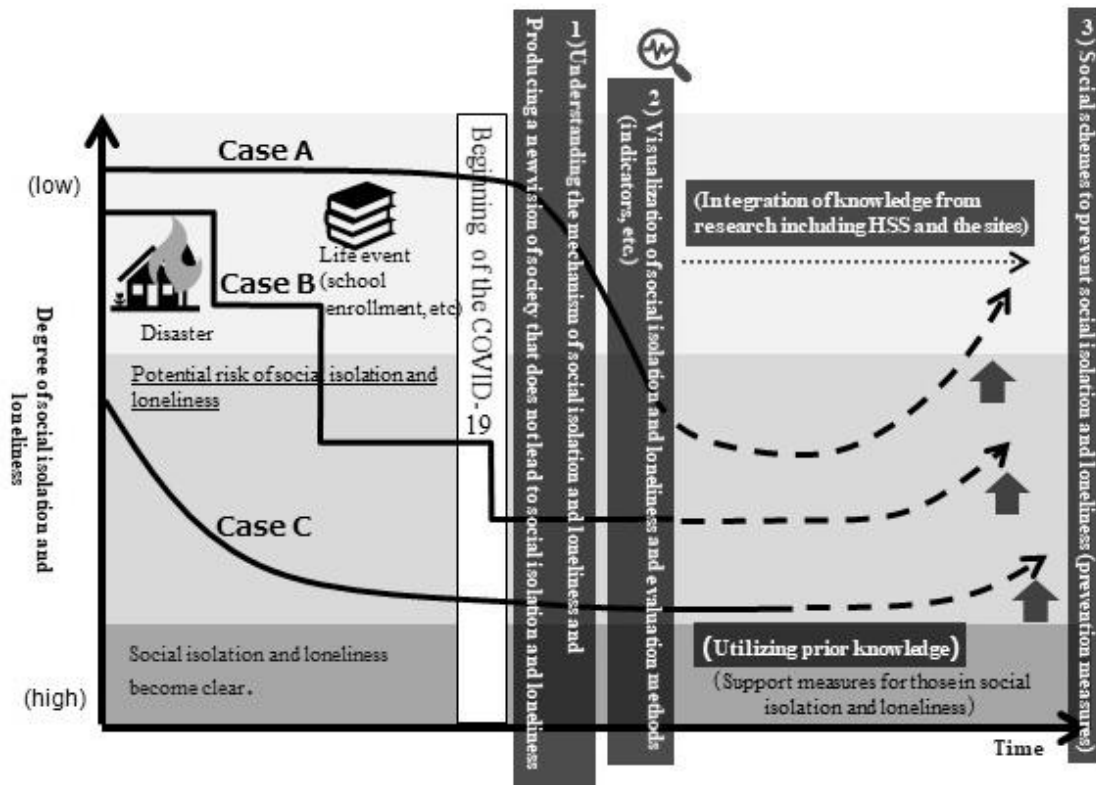 (low)
Degree of social isolation and
loneliness
(high)
Case A
Case B
Case C
Disaster
Life event
(school
enrollment, etc)
Potential risk of social isolation and
loneliness
Social isolation and loneliness
become clear.
Beginning of the COVID-19
1)Understanding the mechanism of social isolation and loneliness and
Producing a new vision of society that does not lead to social isolation and loneliness
2) Visualization of social isolation and loneliness and evaluation methods
(indicators, etc.)
(Integration of knowledge from
research including HSS and the sites)
(Utilizing prior knowledge)
(Support measures for those in social
isolation and loneliness)
3) Social schemes to prevent social isolation and loneliness (prevention measures)
Time